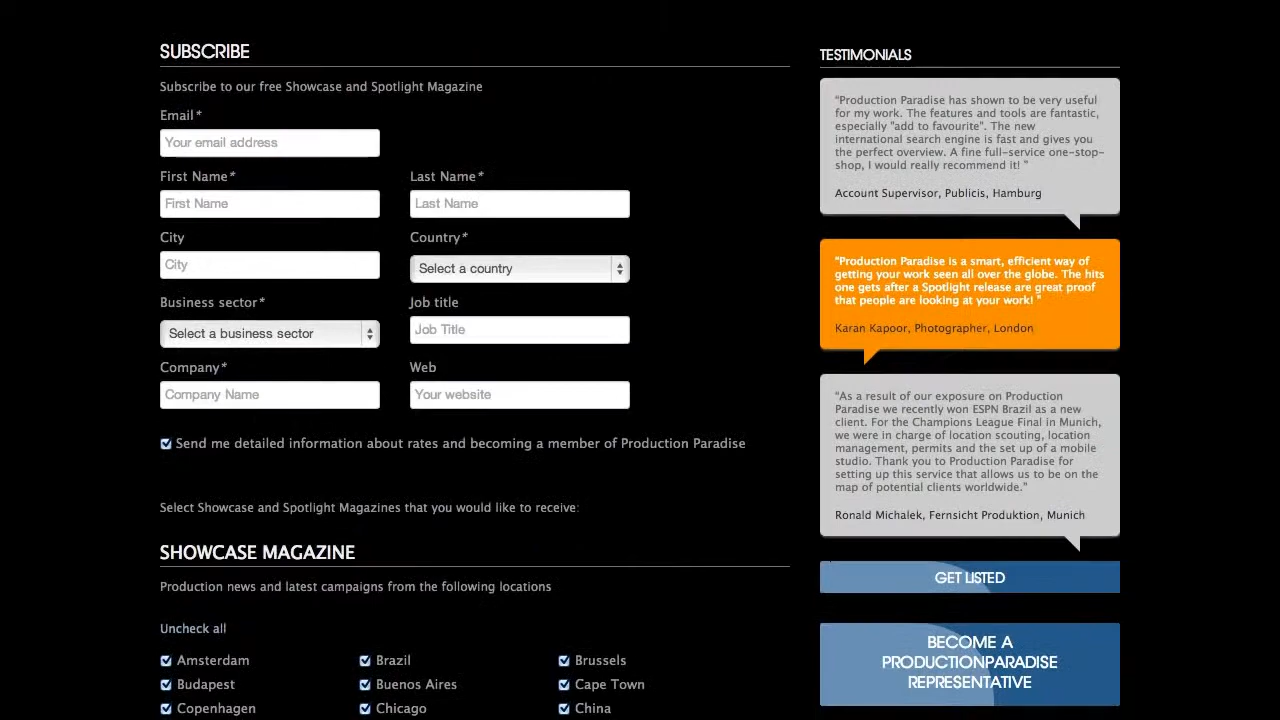 SUBSCRIBE
Subscribe to our free Showcase and Spotlight Magazine
Email*
Your email address
First Name* Last Name*
First Name Last Name
City Country*
City Select a country
Business sector* Job title
Select a business sector Job Title
Company* Web
Company Name Your website
Send me detailed information about rates and becoming a member of Production Paradise
Select Showcase and Spotlight Magazines that you would like to receive:
SHOWCASE MAGAZINE
Production news and latest campaigns from the following locations
Uncheck all
Amsterdam Brazil Brussels
Budapest Buenos Aires Cape Town
Copenhagen Chicago China
TESTIMONIALS
“Production Paradise has shown to be very useful
for my work. The features and tools are fantastic,
especially "add to favourite". The new
international search engine is fast and gives you
the perfect overview. A fine full-service one-stop-
shop, I would really recommend it! ”
Account Supervisor, Publicis, Hamburg
“Production Paradise is a smart, efficient way of
getting your work seen all over the globe. The hits
one gets after a Spotlight release are great proof
that people are looking at your work! ”
Karan Kapoor, Photographer, London
“As a result of our exposure on Production
Paradise we recently won ESPN Brazil as a new
client. For the Champions League Final in Munich,
we were in charge of location scouting, location
management, permits and the set up of a mobile
studio. Thank you to Production Paradise for
setting up this service that allows us to be on the
map of potential clients worldwide.”
Ronald Michalek, Fernsicht Produktion, Munich
GET LISTED
BECOME A
PRODUCTIONPARADISE
REPRESENTATIVE